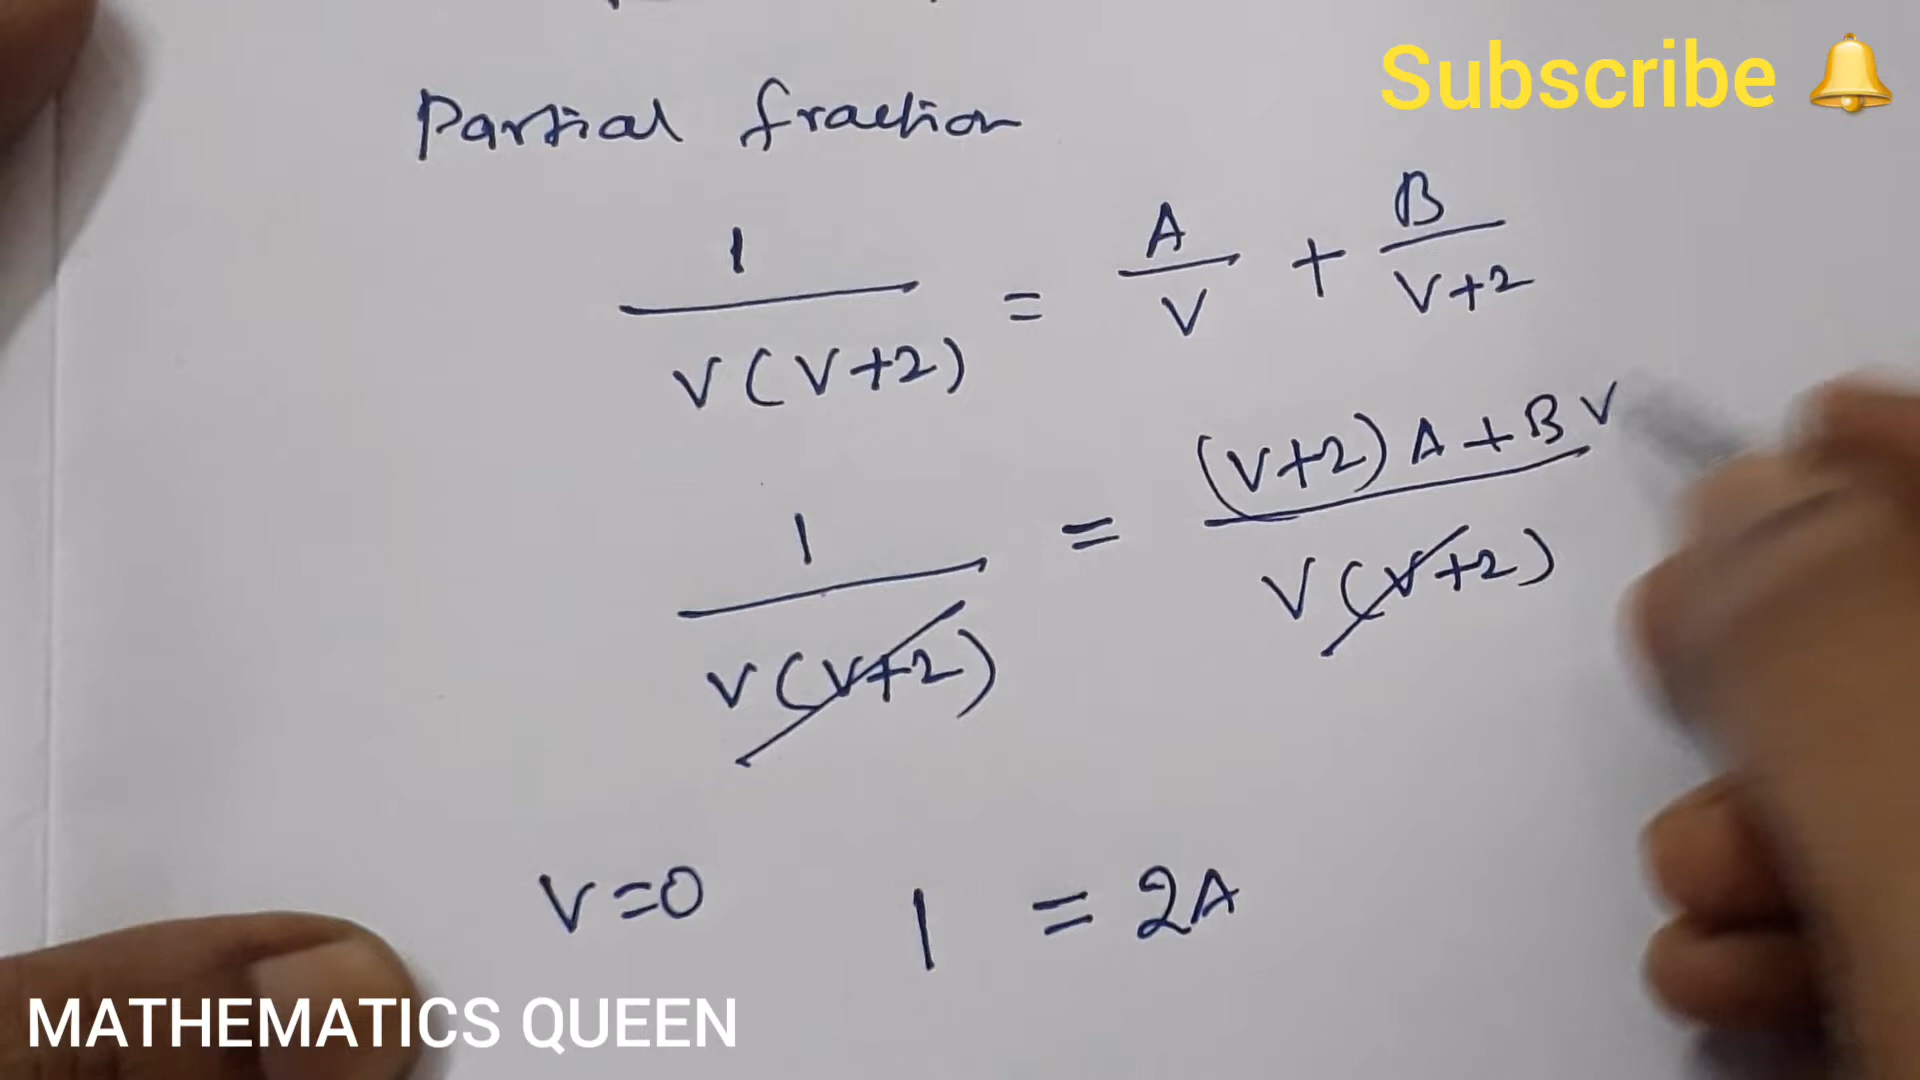 Subscribe 🔔
Partial fraction
1/V(V+2) = A/V + B/V+2
1/V(V+2) = (V+2)A+BV/V(V+2)
V=0 1 = 2A
MATHEMATICS QUEEN